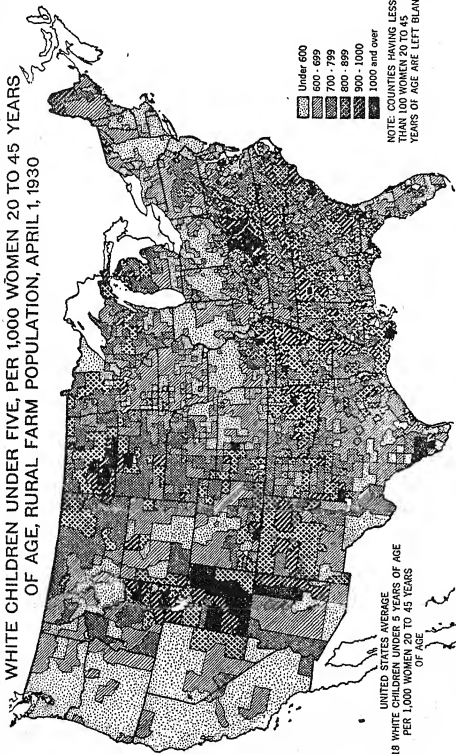 WHITE CHILDREN UNDER FIVE, PER 1,000 WOMEN 20 TO 45 YEARS
OF AGE, RURAL FARM POPULATION, APRIL 1, 1930
Under 600
600 - 699
700 - 799
800 - 899
900 - 1000
1000 and over
NOTE: COUNTIES HAVING LESS
THAN 100 WOMEN 20 TO 45
YEARS OF AGE ARE LEFT BLAN
UNITED STATES AVERAGE
18 WHITE CHILDREN UNDER 5 YEARS OF AGE
PER 1,000 WOMEN 20 TO 45 YEARS
OF AGE